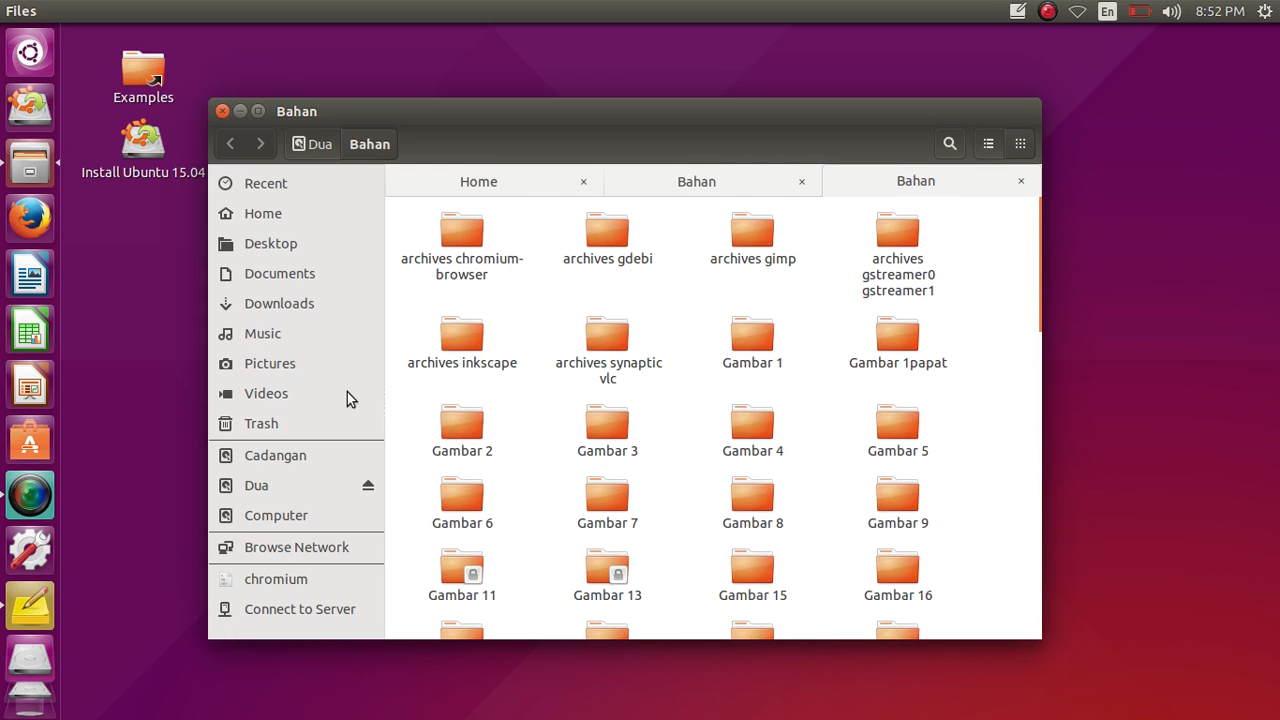 Files
En
8:52 PM
Examples
Install Ubuntu 15.04
Bahan
Dua
Bahan
Recent
Home
Desktop
Documents
Downloads
Music
Pictures
Videos
Trash
Cadangan
Dua
Computer
Browse Network
chromium
Connect to Server
Home
Bahan
Bahan
archives chromium-
browser
archives gdebi
archives gimp
archives
gstreamer0
gstreamer1
archives inkscape
archives synaptic
vlc
Gambar 1
Gambar 1papat
Gambar 2
Gambar 3
Gambar 4
Gambar 5
Gambar 6
Gambar 7
Gambar 8
Gambar 9
Gambar 11
Gambar 13
Gambar 15
Gambar 16